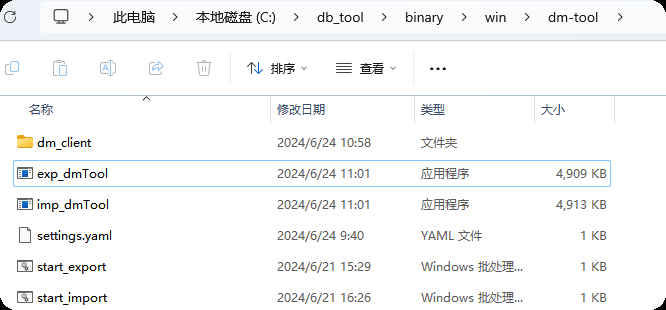 此电脑 > 本地磁盘 (C:) > db_tool > binary > win > dm-tool >
排序 查看 ...
名称 修改日期 类型 大小
dm_client 2024/6/24 10:58 文件夹
exp_dmTool 2024/6/24 11:01 应用程序 4,909 KB
imp_dmTool 2024/6/24 11:01 应用程序 4,913 KB
settings.yaml 2024/6/24 9:40 YAML 文件 1 KB
start_export 2024/6/21 15:29 Windows 批处理... 1 KB
start_import 2024/6/21 16:26 Windows 批处理... 1 KB